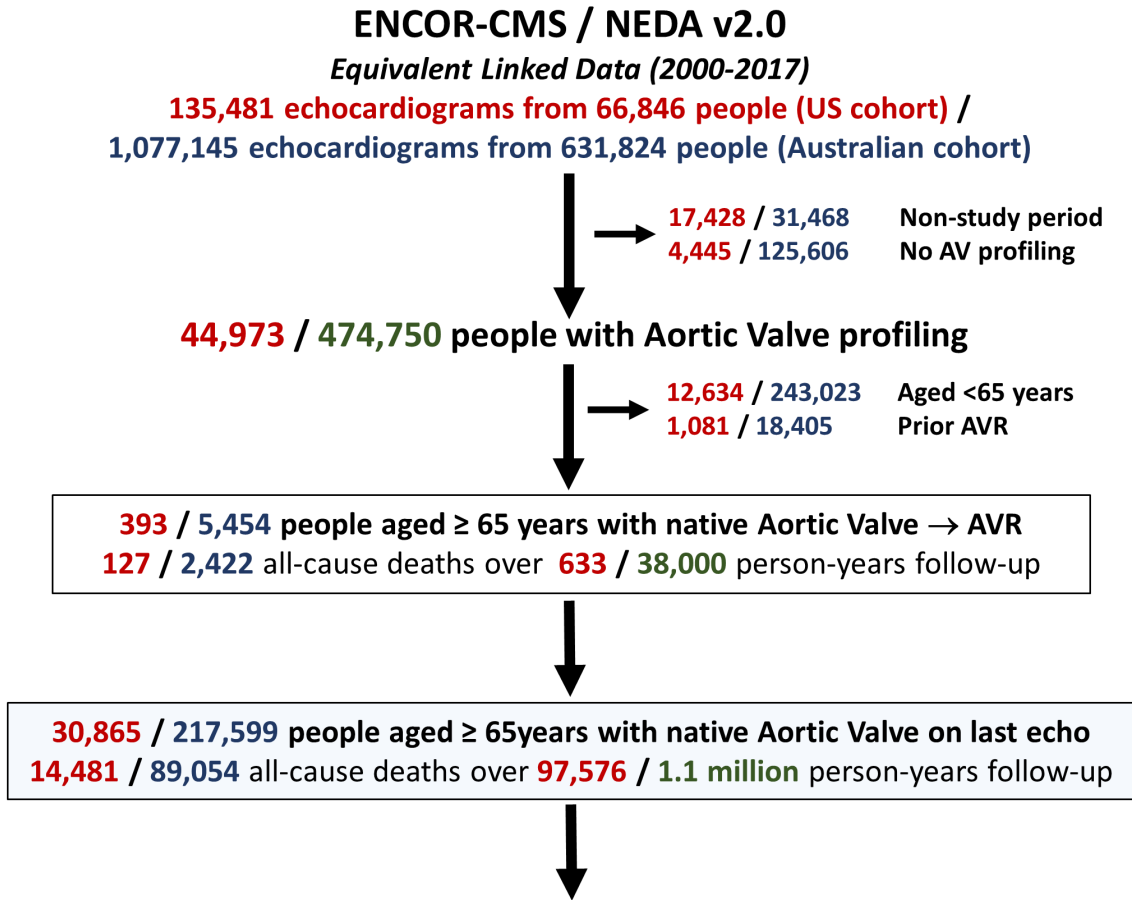 ENCOR-CMS / NEDA v2.0
Equivalent Linked Data (2000-2017)
135,481 echocardiograms from 66,846 people (US cohort) /
1,077,145 echocardiograms from 631,824 people (Australian cohort)
17,428 / 31,468 Non-study period
4,445 / 125,606 No AV profiling
44,973 / 474,750 people with Aortic Valve profiling
12,634 / 243,023 Aged <65 years
1,081 / 18,405 Prior AVR
393 / 5,454 people aged ≥ 65 years with native Aortic Valve → AVR
127 / 2,422 all-cause deaths over 633 / 38,000 person-years follow-up
30,865 / 217,599 people aged ≥ 65years with native Aortic Valve on last echo
14,481 / 89,054 all-cause deaths over 97,576 / 1.1 million person-years follow-up